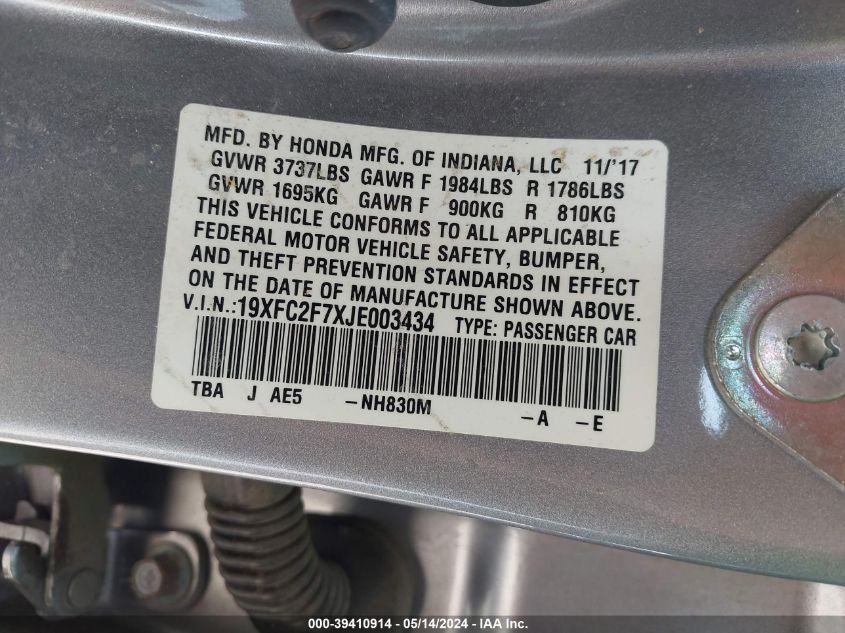 MFD. BY HONDA MFG. OF INDIANA, LLC 11/'17
GVWR 3737LBS GAWR F 1984LBS R 1786LBS
GVWR 1695KG GAWR F 900KG R 810KG
THIS VEHICLE CONFORMS TO ALL APPLICABLE
FEDERAL MOTOR VEHICLE SAFETY, BUMPER,
AND THEFT PREVENTION STANDARDS IN EFFECT
ON THE DATE OF MANUFACTURE SHOWN ABOVE.
V.I.N.:19XFC2F7XJE003434 TYPE: PASSENGER CAR
TBA J AE5 -NH830M -A -E
000-39410914 - 05/14/2024 - IAA Inc.